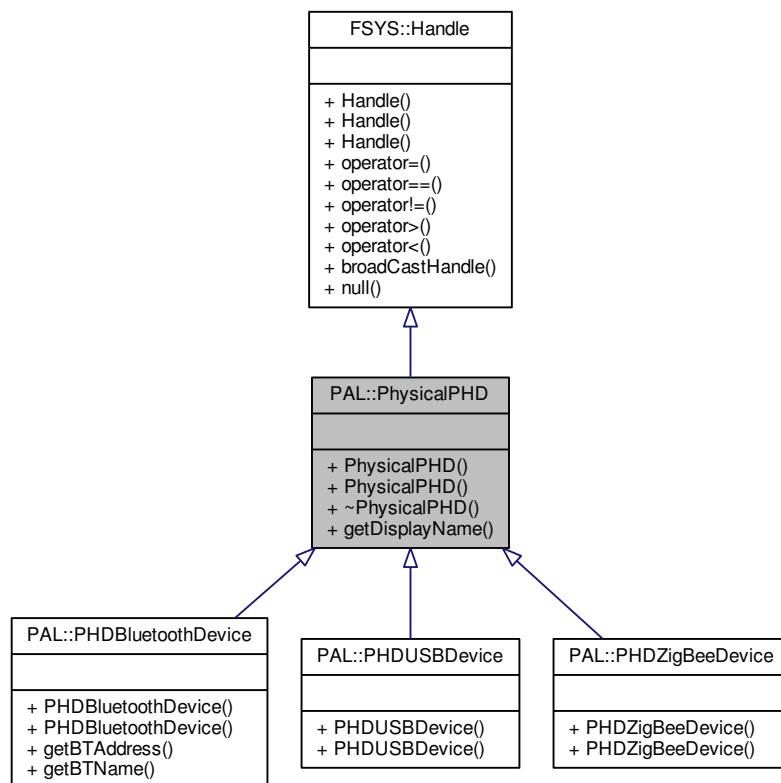 FSYS::Handle
+ Handle()
+ Handle()
+ Handle()
+ operator=()
+ operator==()
+ operator!=()
+ operator>()
+ operator<()
+ broadCastHandle()
+ null()
PAL::PhysicalPHD
+ PhysicalPHD()
+ PhysicalPHD()
+ ~PhysicalPHD()
+ getDisplayName()
PAL::PHDBluetoothDevice
+ PHDBluetoothDevice()
+ PHDBluetoothDevice()
+ getBTAddress()
+ getBTName()
PAL::PHDUSBDevice
+ PHDUSBDevice()
+ PHDUSBDevice()
PAL::PHDZigBeeDevice
+ PHDZigBeeDevice()
+ PHDZigBeeDevice()